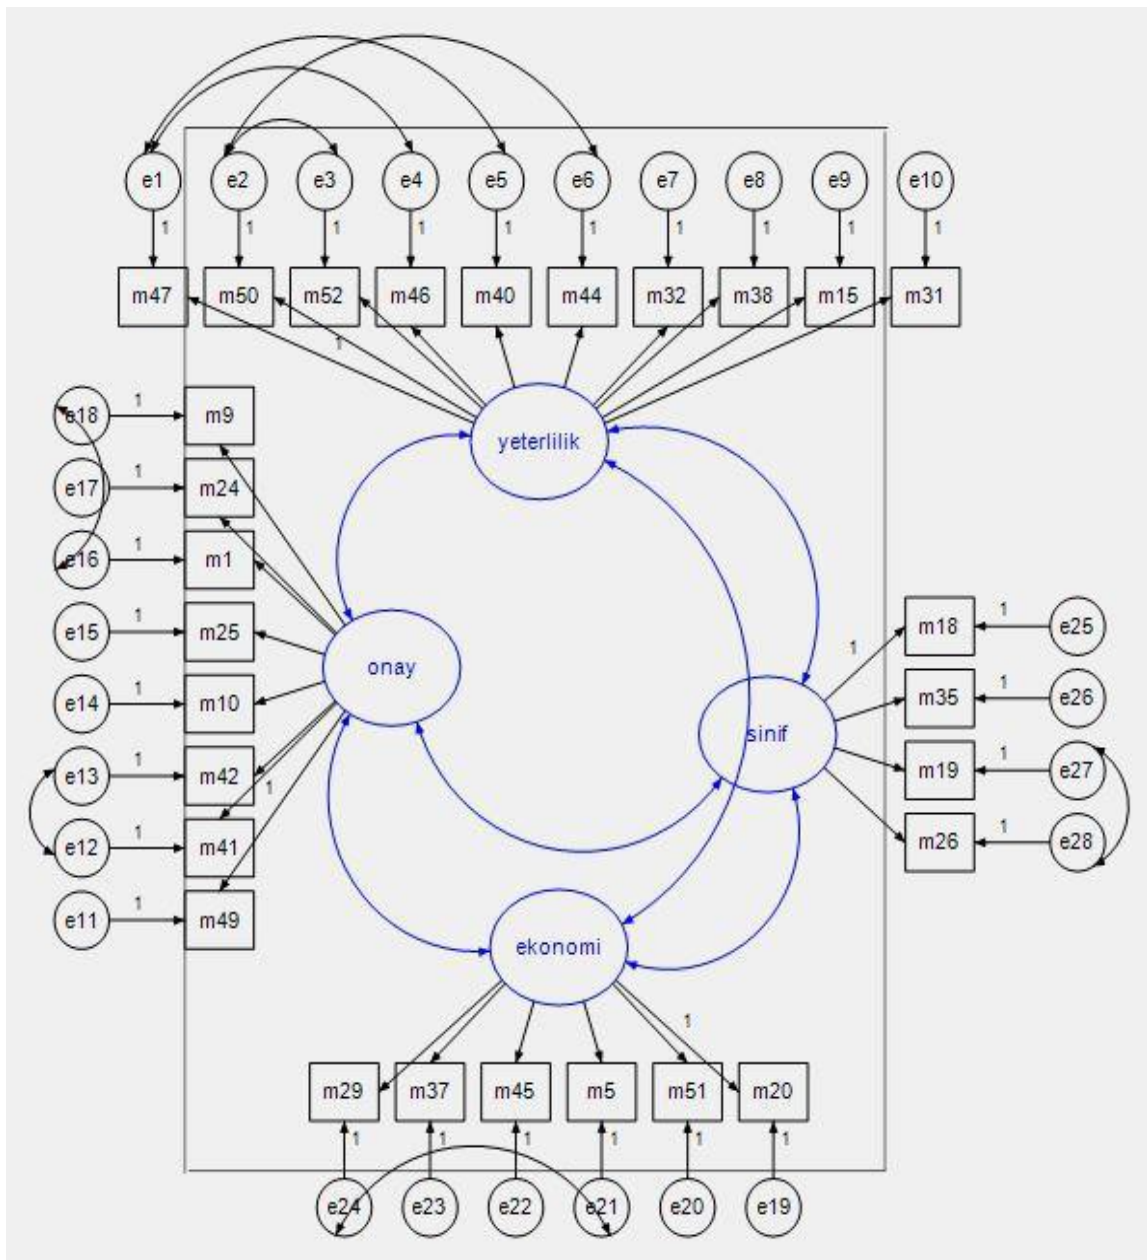 e1 e2 e3 e4 e5 e6 e7 e8 e9 e10
1 1 1 1 1 1 1 1 1 1
m47 m50 m52 m46 m40 m44 m32 m38 m15 m31
1
e18 1 m9
yeterlilik
e17 1 m24
e16 1 m1
e15 1 m25
m18 1 e25
1
onay
e14 1 m10
m35 1 e26
sinif
e13 1 m42
m19 1 e27
1
e12 1 m41
m26 1 e28
e11 1 m49
ekonomi
1
m29 m37 m45 m5 m51 m20
1 1 1 1 1 1
e24 e23 e22 e21 e20 e19